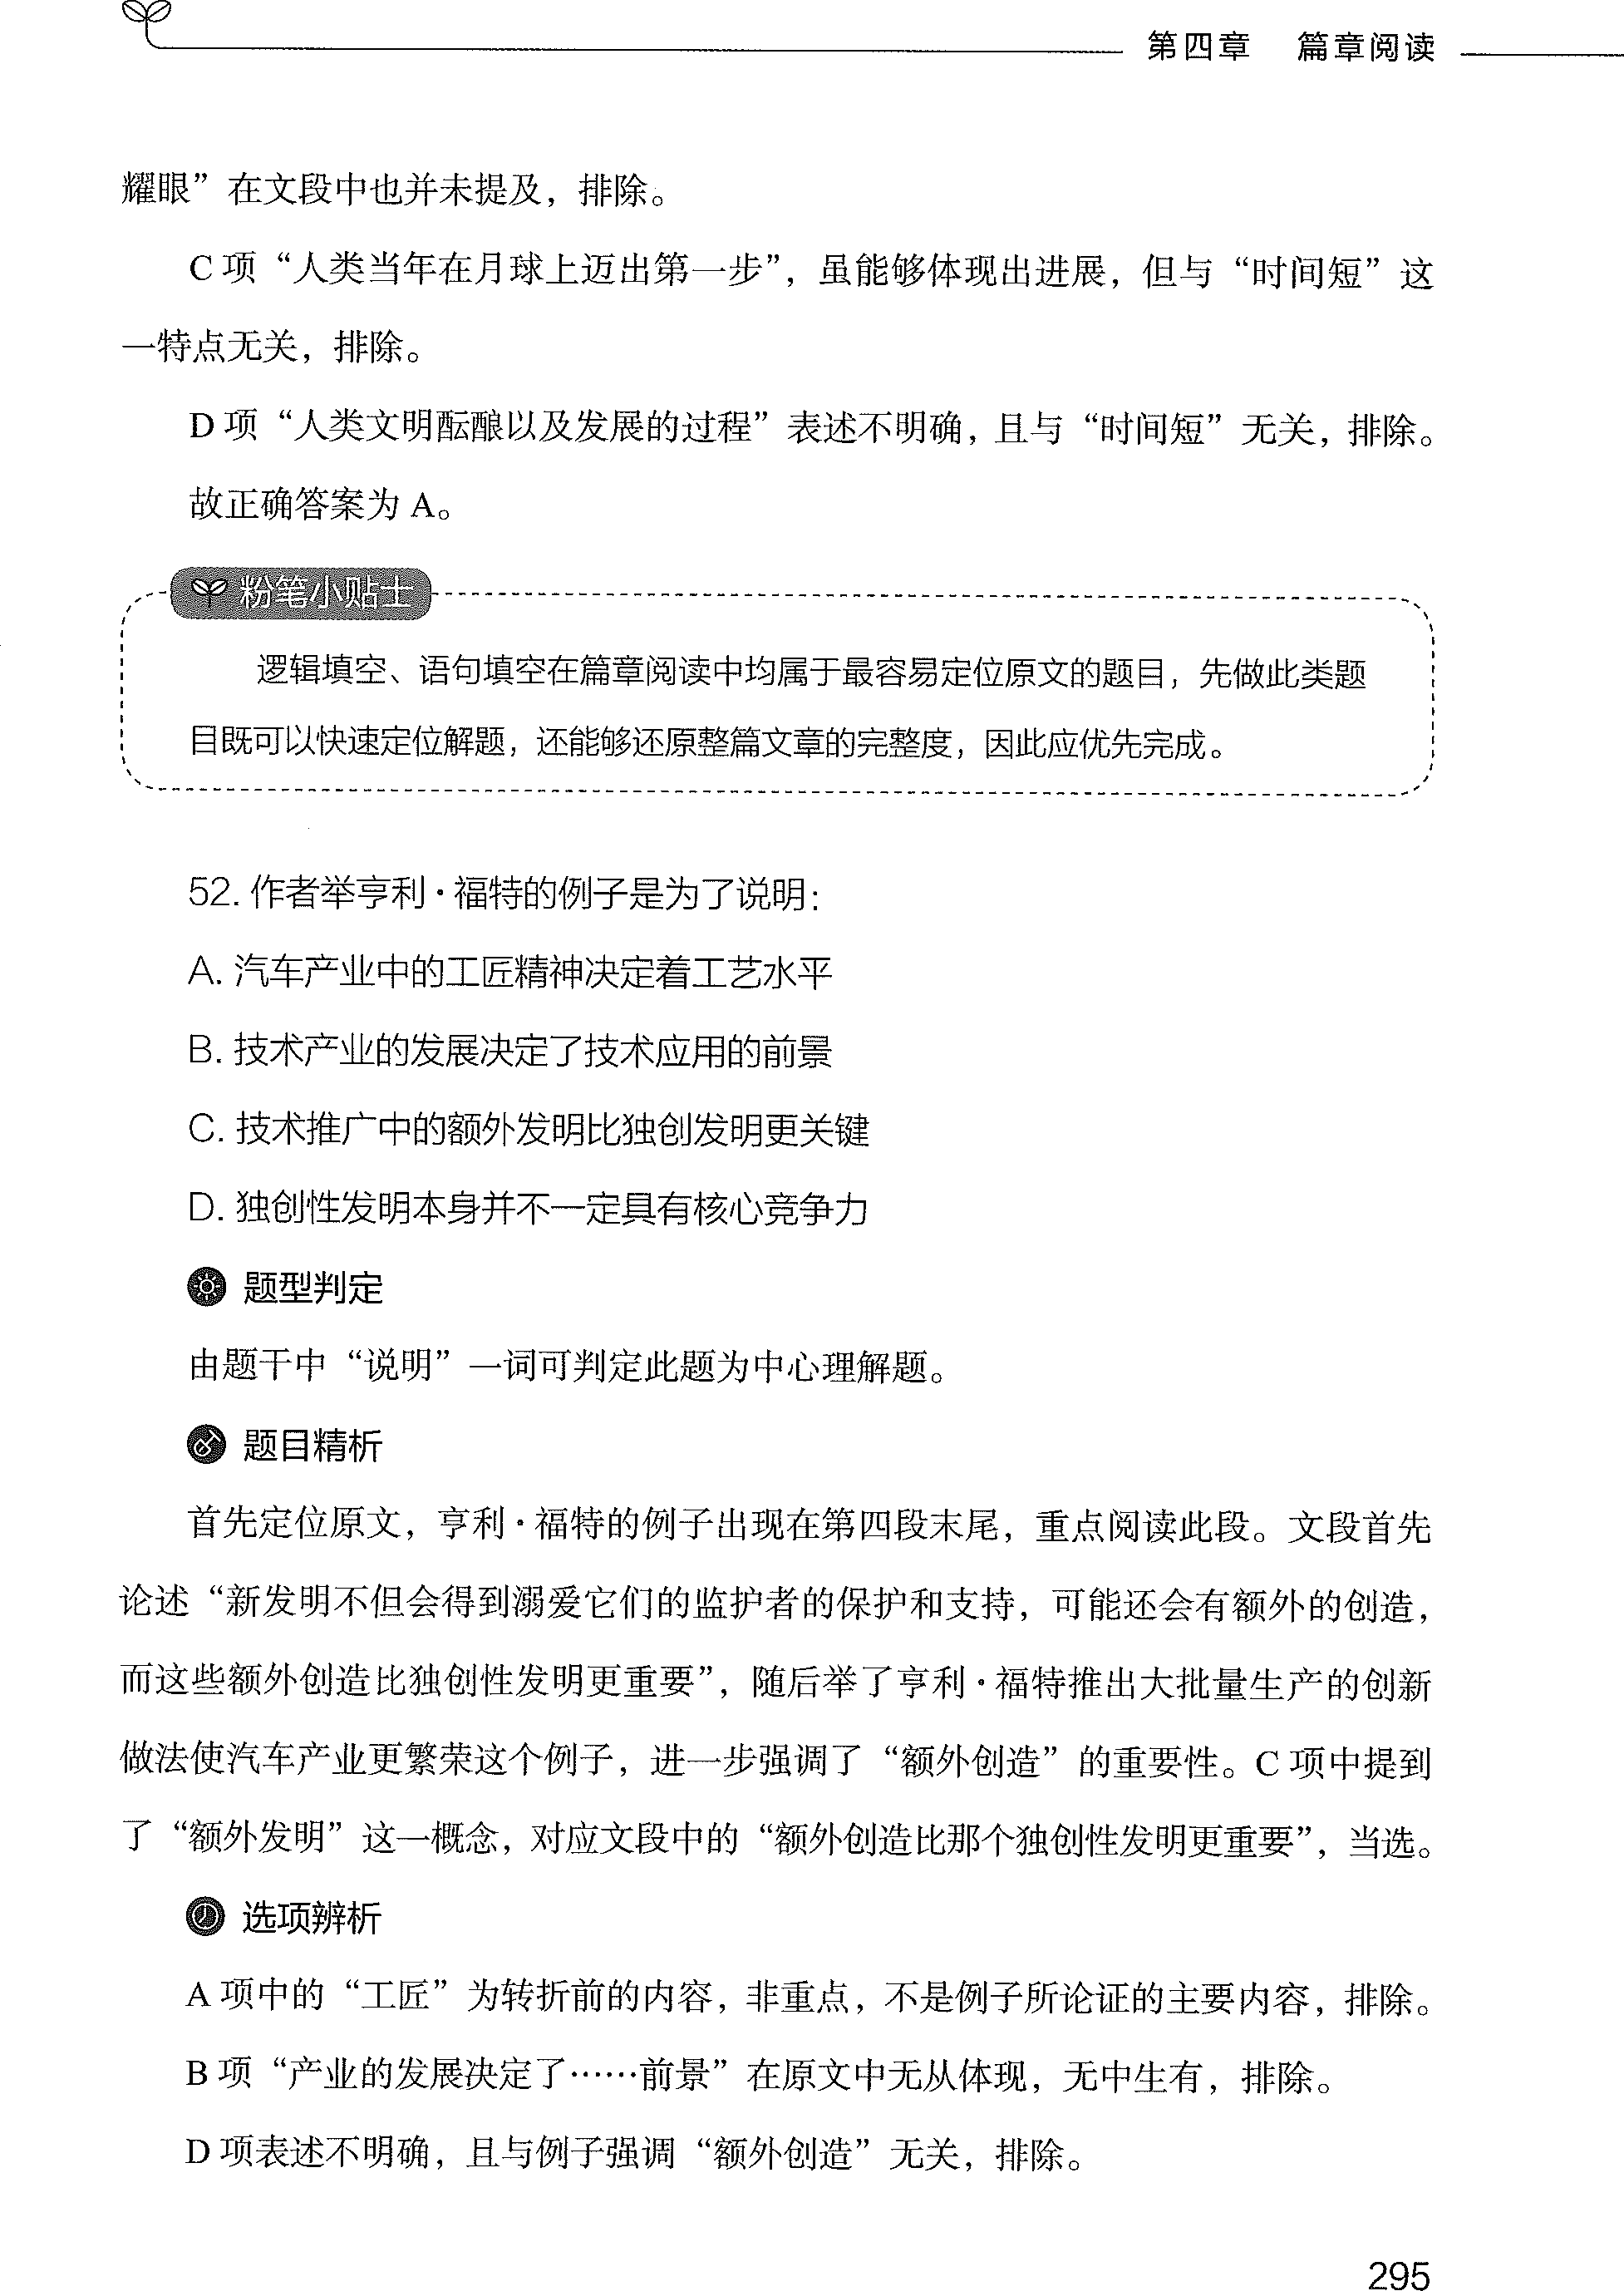 第四章 篇章阅读
耀眼”在文段中也并未提及，排除。
C 项“人类当年在月球上迈出第一步”，虽能够体现出进展，但与“时间短”这
一特点无关，排除。
D 项“人类文明酝酿以及发展的过程”表述不明确，且与“时间短”无关，排除。
故正确答案为 A。
粉笔小贴士
逻辑填空、语句填空在篇章阅读中均属于最容易定位原文的题目，先做此类题
目既可以快速定位解题，还能够还原整篇文章的完整度，因此应优先完成。
52. 作者举亨利·福特的例子是为了说明：
A. 汽车产业中的工匠精神决定着工艺水平
B. 技术产业的发展决定了技术应用的前景
C. 技术推广中的额外发明比独创发明更关键
D. 独创性发明本身并不一定具有核心竞争力
题型判定
由题干中“说明”一词可判定此题为中心理解题。
题目精析
首先定位原文，亨利·福特的例子出现在第四段末尾，重点阅读此段。文段首先
论述“新发明不但会得到溺爱它们的监护者的保护和支持，可能还会有额外的创造，
而这些额外创造比独创性发明更重要”，随后举了亨利·福特推出大批量生产的创新
做法使汽车产业更繁荣这个例子，进一步强调了“额外创造”的重要性。C 项中提到
了“额外发明”这一概念，对应文段中的“额外创造比那个独创性发明更重要”，当选。
选项辨析
A 项中的“工匠”为转折前的内容，非重点，不是例子所论证的主要内容，排除。
B 项“产业的发展决定了……前景”在原文中无从体现，无中生有，排除。
D 项表述不明确，且与例子强调“额外创造”无关，排除。
295